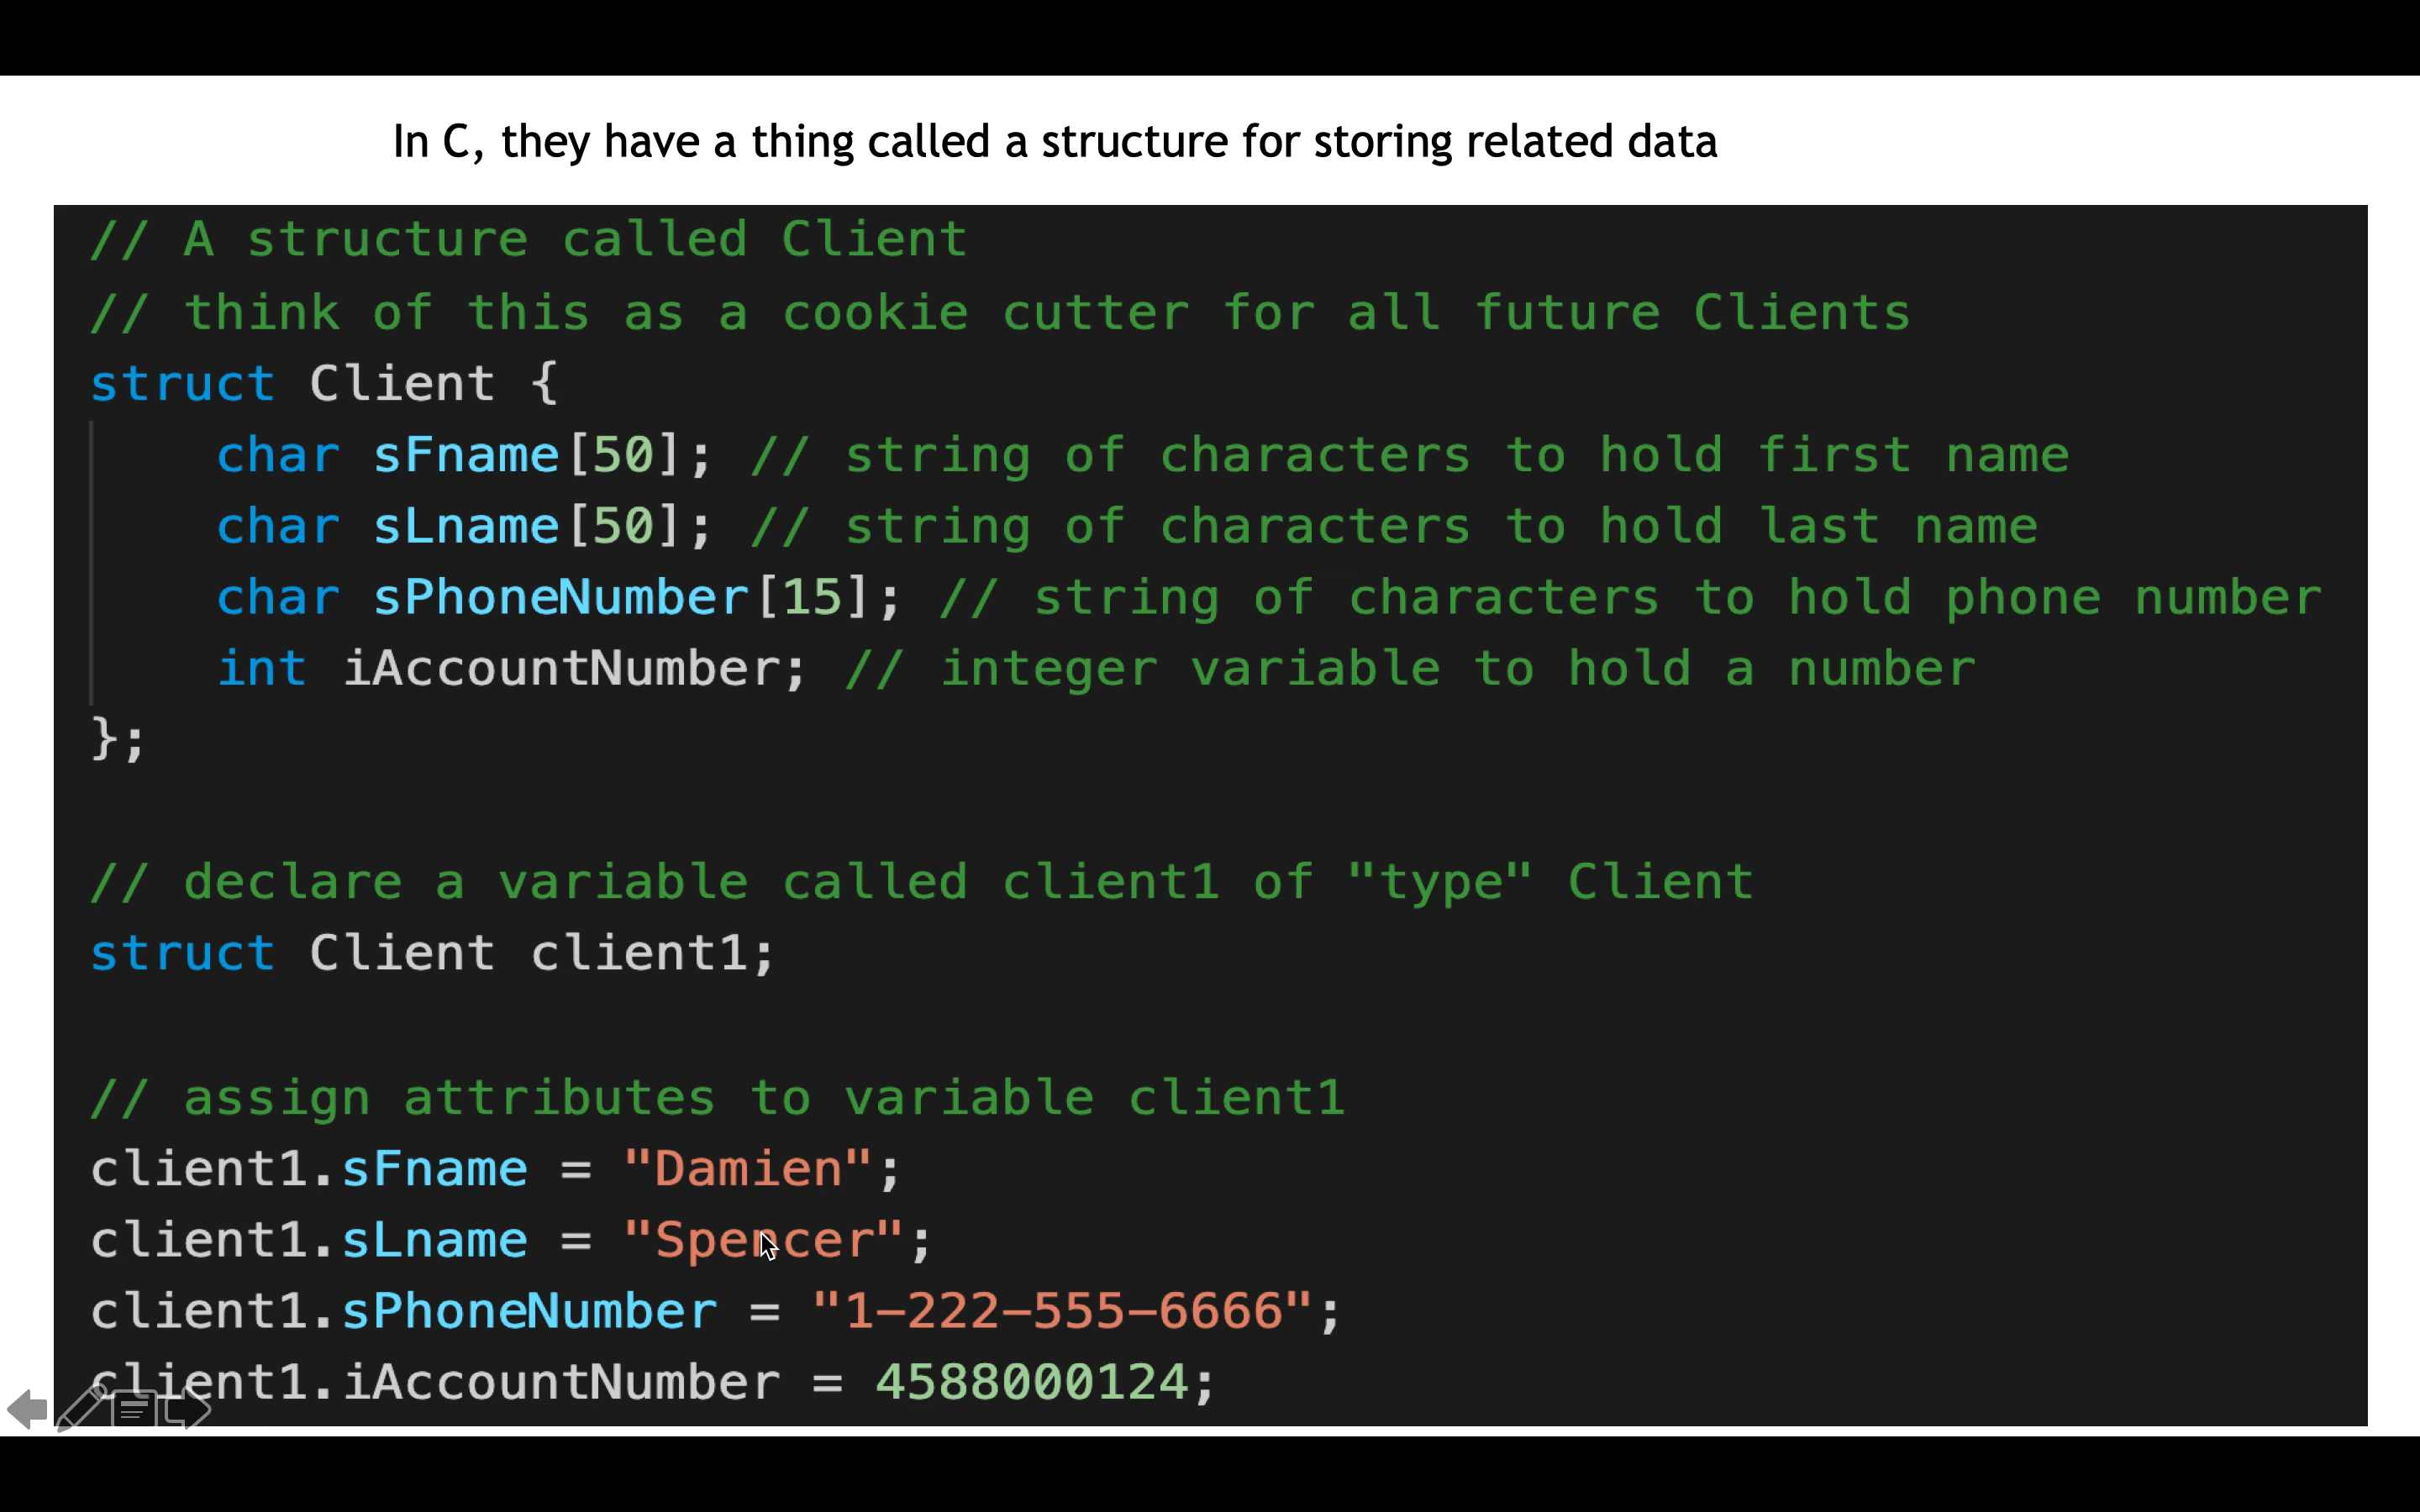 In C, they have a thing called a structure for storing related data
// A structure called Client
// think of this as a cookie cutter for all future Clients
struct Client {
char sFname[50]; // string of characters to hold first name
char sLname[50]; // string of characters to hold last name
char sPhoneNumber[15]; // string of characters to hold phone number
int iAccountNumber; // integer variable to hold a number
};
// declare a variable called client1 of "type" Client
struct Client client1;
// assign attributes to variable client1
client1.sFname = "Damien";
client1.sLname = "Spencer";
client1.sPhoneNumber = "1-222-555-6666";
client1.iAccountNumber = 4588000124;